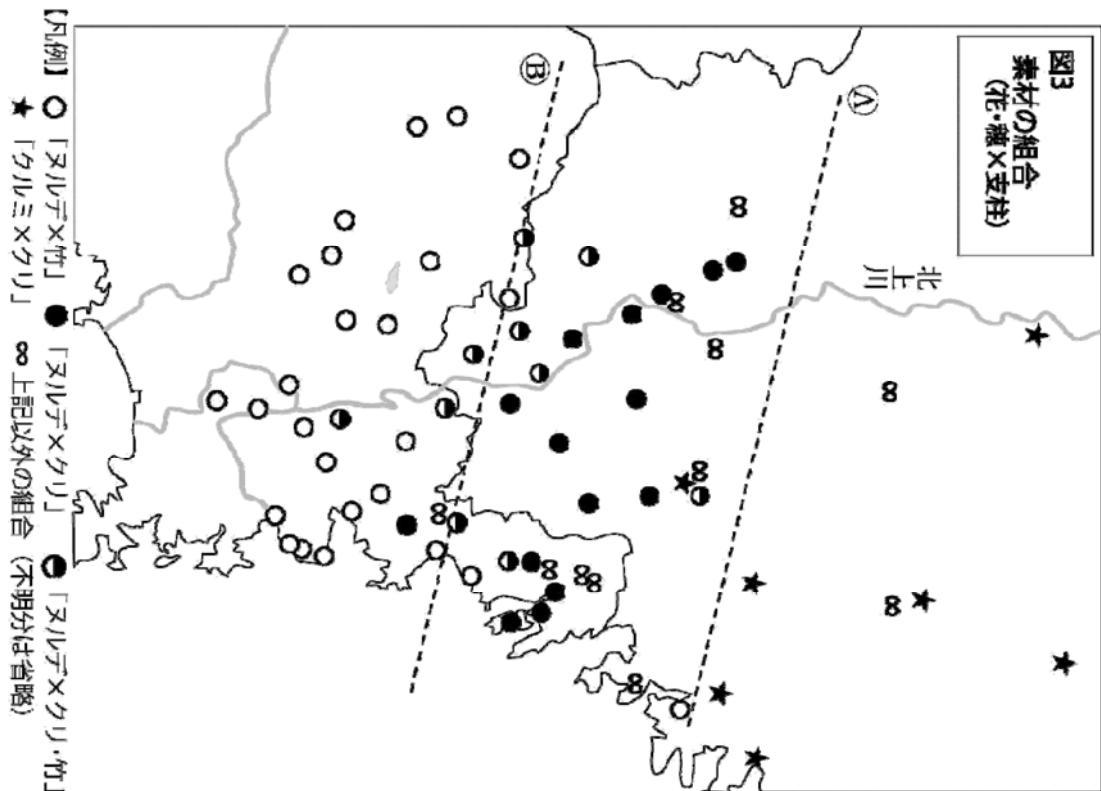 図3
素材の組合
(花・穂×支柱)
Ⓐ
北上川
Ⓑ
【凡例】 ○ 「ヌルデ×竹」 ● 「ヌルデ×クリ」 ◐ 「ヌルデ×クリ・竹」
★ 「クルミ×クリ」 ∞ 上記以外の組合 (不明分は省略)